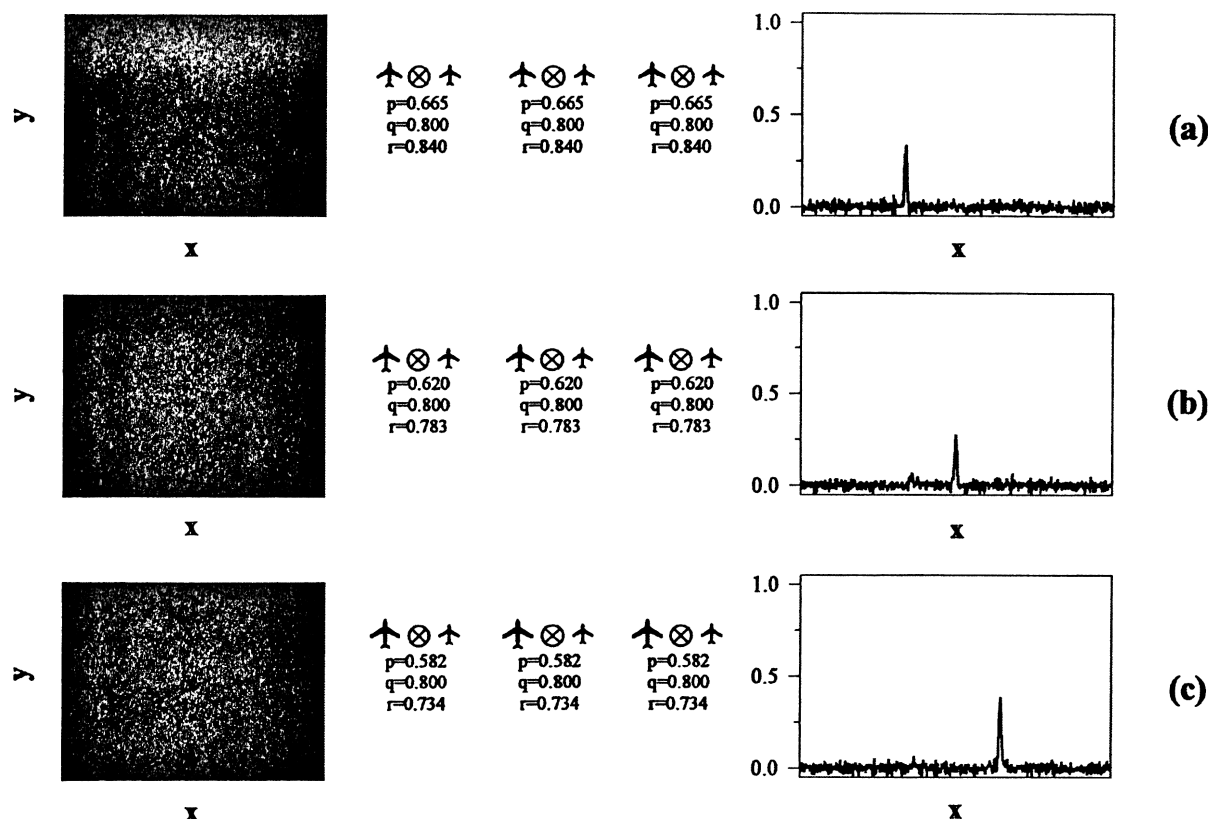 y
x
p=0.665 p=0.665 p=0.665
q=0.800 q=0.800 q=0.800
r=0.840 r=0.840 r=0.840
1.0
0.5
0.0
x
(a)
y
x
p=0.620 p=0.620 p=0.620
q=0.800 q=0.800 q=0.800
r=0.783 r=0.783 r=0.783
1.0
0.5
0.0
x
(b)
y
x
p=0.582 p=0.582 p=0.582
q=0.800 q=0.800 q=0.800
r=0.734 r=0.734 r=0.734
1.0
0.5
0.0
x
(c)